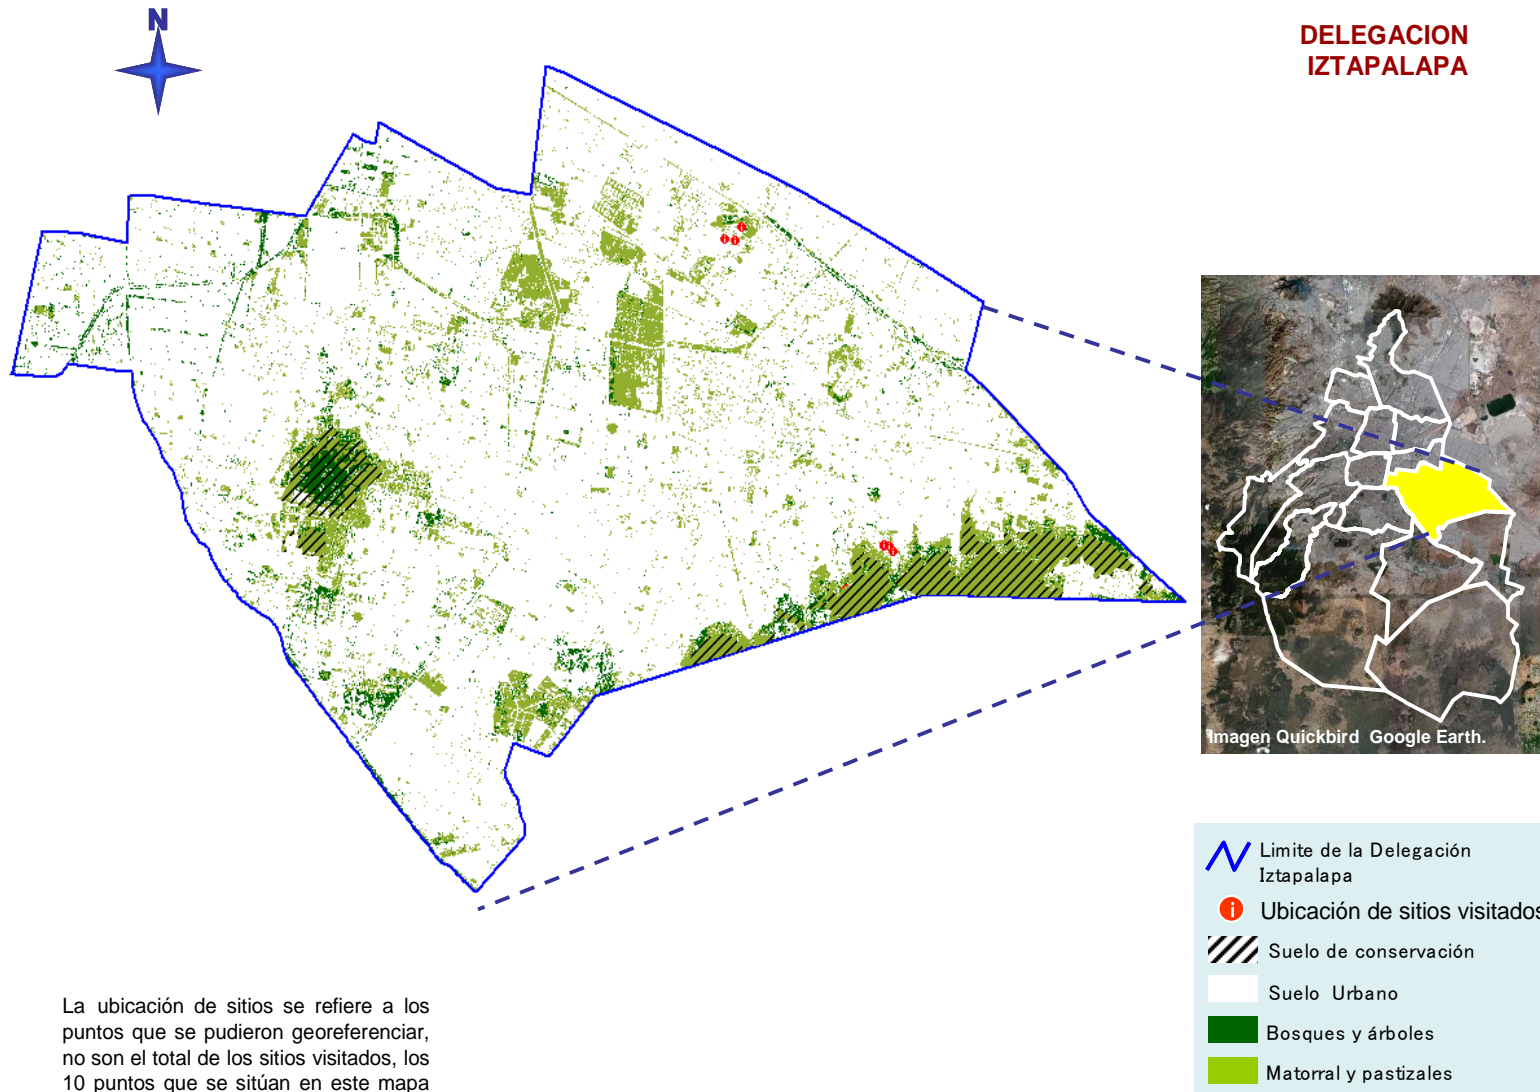 N
DELEGACION
IZTAPALAPA
Imagen Quickbird Google Earth.
Limite de la Delegación
Iztapalapa
i Ubicación de sitios visitados
Suelo de conservación
Suelo Urbano
Bosques y árboles
Matorral y pastizales
La ubicación de sitios se refiere a los
puntos que se pudieron georeferenciar,
no son el total de los sitios visitados, los
10 puntos que se sitúan en este mapa